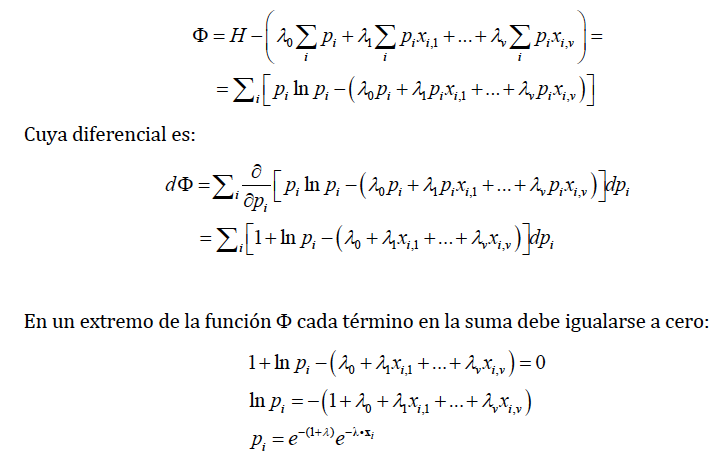 Φ = H − (λ₀ ∑ᵢ pᵢ + λ₁ ∑ᵢ pᵢxᵢ,₁ + ... + λᵥ ∑ᵢ pᵢxᵢ,ᵥ) =
= ∑ᵢ[pᵢ ln pᵢ − (λ₀pᵢ + λ₁pᵢxᵢ,₁ + ... + λᵥpᵢxᵢ,ᵥ)]
Cuya diferencial es:
dΦ = ∑ᵢ ∂/∂pᵢ [pᵢ ln pᵢ − (λ₀pᵢ + λ₁pᵢxᵢ,₁ + ... + λᵥpᵢxᵢ,ᵥ)]dpᵢ
= ∑ᵢ[1 + ln pᵢ − (λ₀ + λ₁xᵢ,₁ + ... + λᵥxᵢ,ᵥ)]dpᵢ
En un extremo de la función Φ cada término en la suma debe igualarse a cero:
1 + ln pᵢ − (λ₀ + λ₁xᵢ,₁ + ... + λᵥxᵢ,ᵥ) = 0
ln pᵢ = −(1 + λ₀ + λ₁xᵢ,₁ + ... + λᵥxᵢ,ᵥ)
pᵢ = e^−(1+λ) e^−λ•xᵢ